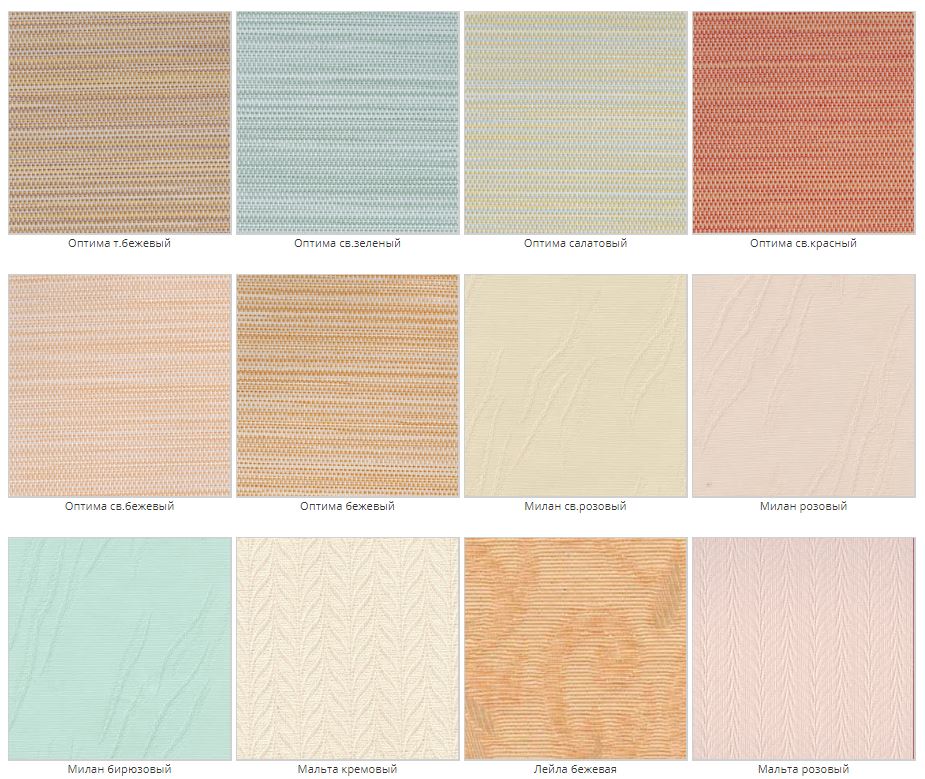 Оптима т.бежевый
Оптима св.зеленый
Оптима салатовый
Оптима св.красный
Оптима св.бежевый
Оптима бежевый
Милан св.розовый
Милан розовый
Милан бирюзовый
Мальта кремовый
Лейла бежевая
Мальта розовый